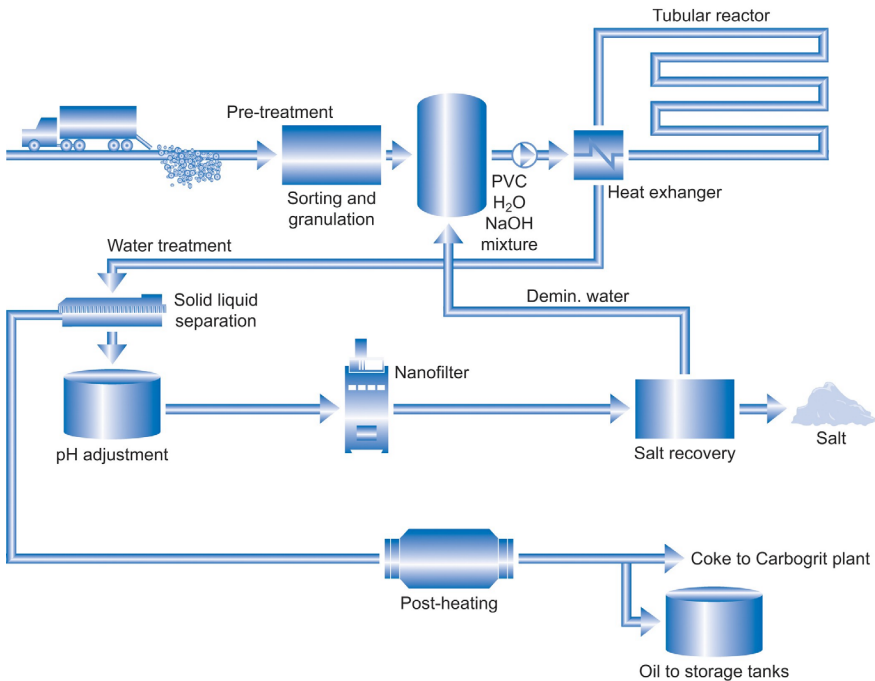 Tubular reactor
Pre-treatment
Sorting and
granulation
PVC
H₂O
NaOH
mixture
Heat exhanger
Water treatment
Solid liquid
separation
Demin. water
Nanofilter
pH adjustment
Salt recovery
Salt
Coke to Carbogrit plant
Post-heating
Oil to storage tanks